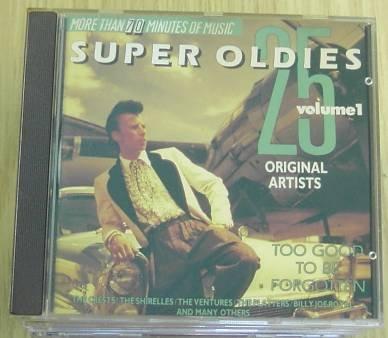 MORE THAN 70 MINUTES OF MUSIC
SUPER OLDIES
25
volume1
ORIGINAL
ARTISTS
TOO GOOD
TO BE
FORGOTTEN
THE CRESTS/THE SHIRELLES/THE VENTURES/THE PLATTERS/BILLY JOE ROYAL
AND MANY OTHERS